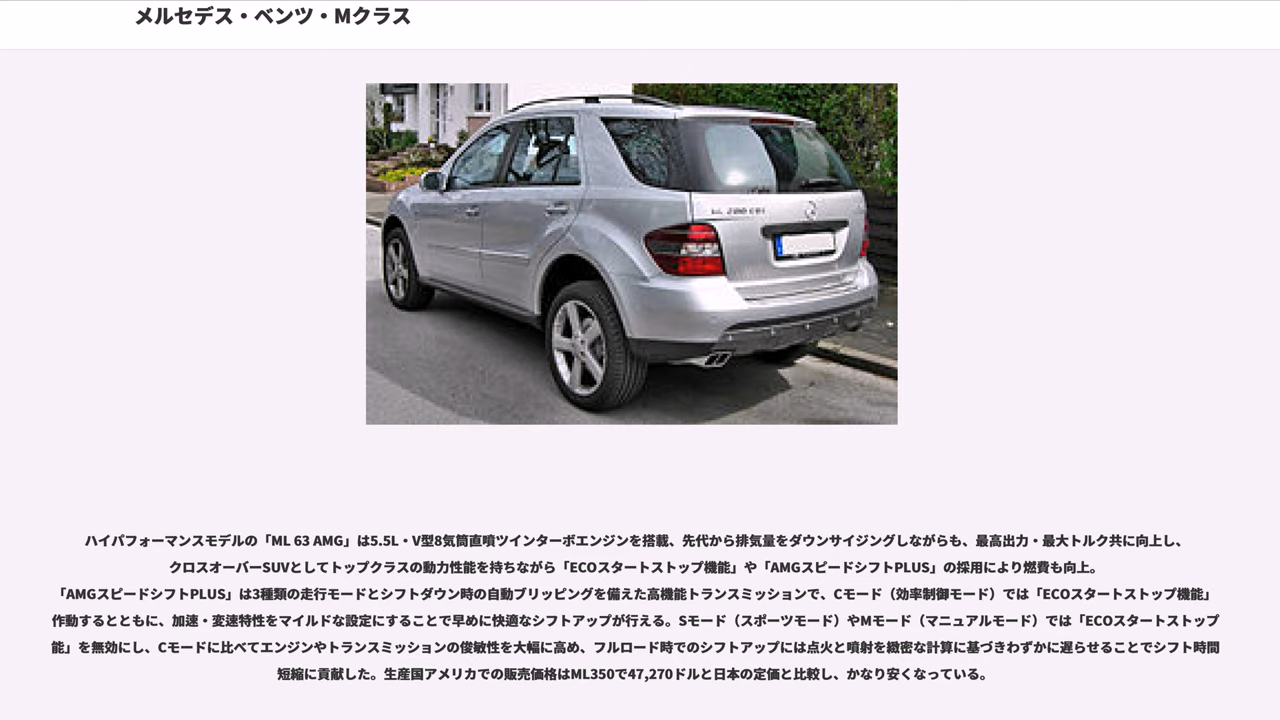 メルセデス・ベンツ・Mクラス
ハイパフォーマンスモデルの「ML 63 AMG」は5.5L・V型8気筒直噴ツインターボエンジンを搭載、先代から排気量をダウンサイジングしながらも、最高出力・最大トルク共に向上し、
クロスオーバーSUVとしてトップクラスの動力性能を持ちながら「ECOスタートストップ機能」や「AMGスピードシフトPLUS」の採用により燃費も向上。
「AMGスピードシフトPLUS」は3種類の走行モードとシフトダウン時の自動ブリッピングを備えた高機能トランスミッションで、Cモード（効率制御モード）では「ECOスタートストップ機能」
作動するとともに、加速・変速特性をマイルドな設定にすることで早めに快適なシフトアップが行える。Sモード（スポーツモード）やMモード（マニュアルモード）では「ECOスタートストップ
能」を無効にし、Cモードに比べてエンジンやトランスミッションの俊敏性を大幅に高め、フルロード時でのシフトアップには点火と噴射を緻密な計算に基づきわずかに遅らせることでシフト時間
短縮に貢献した。生産国アメリカでの販売価格はML350で47,270ドルと日本の定価と比較し、かなり安くなっている。